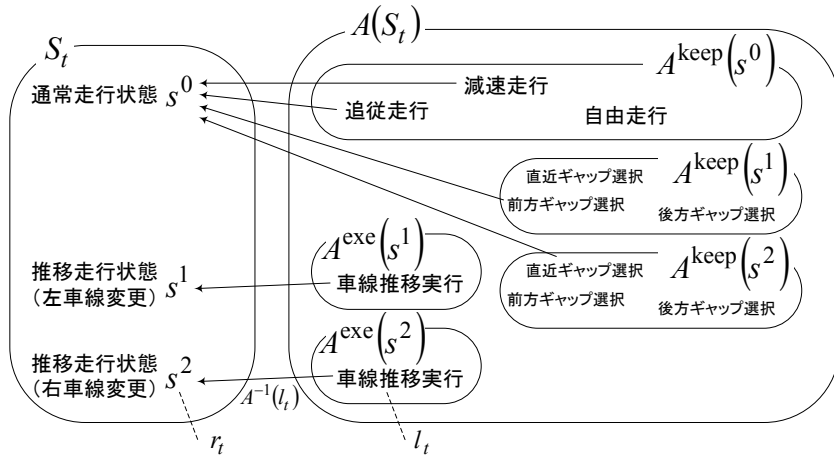 S_t
A(S_t)
通常走行状態 s^0
減速走行
A^keep(s^0)
追従走行
自由走行
直近ギャップ選択
A^keep(s^1)
前方ギャップ選択
後方ギャップ選択
A^exe(s^1)
推移走行状態
(左車線変更) s^1
車線推移実行
直近ギャップ選択
A^keep(s^2)
前方ギャップ選択
後方ギャップ選択
A^exe(s^2)
推移走行状態
(右車線変更) s^2
車線推移実行
A^{-1}(l_t)
r_t
l_t